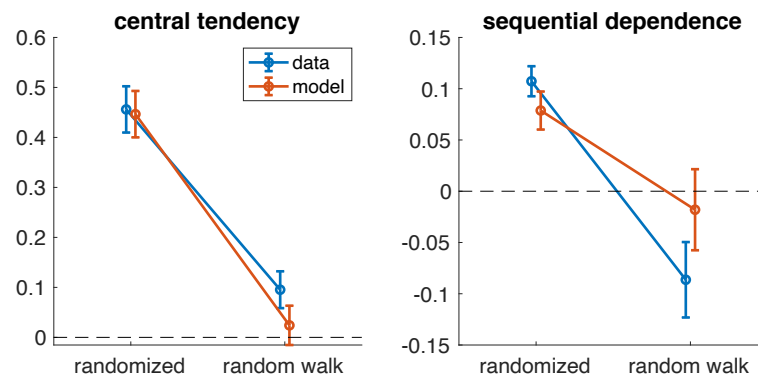 central tendency
0.6
0.5
0.4
0.3
0.2
0.1
0
data
model
randomized random walk
sequential dependence
0.15
0.1
0.05
0
-0.05
-0.1
-0.15
randomized random walk